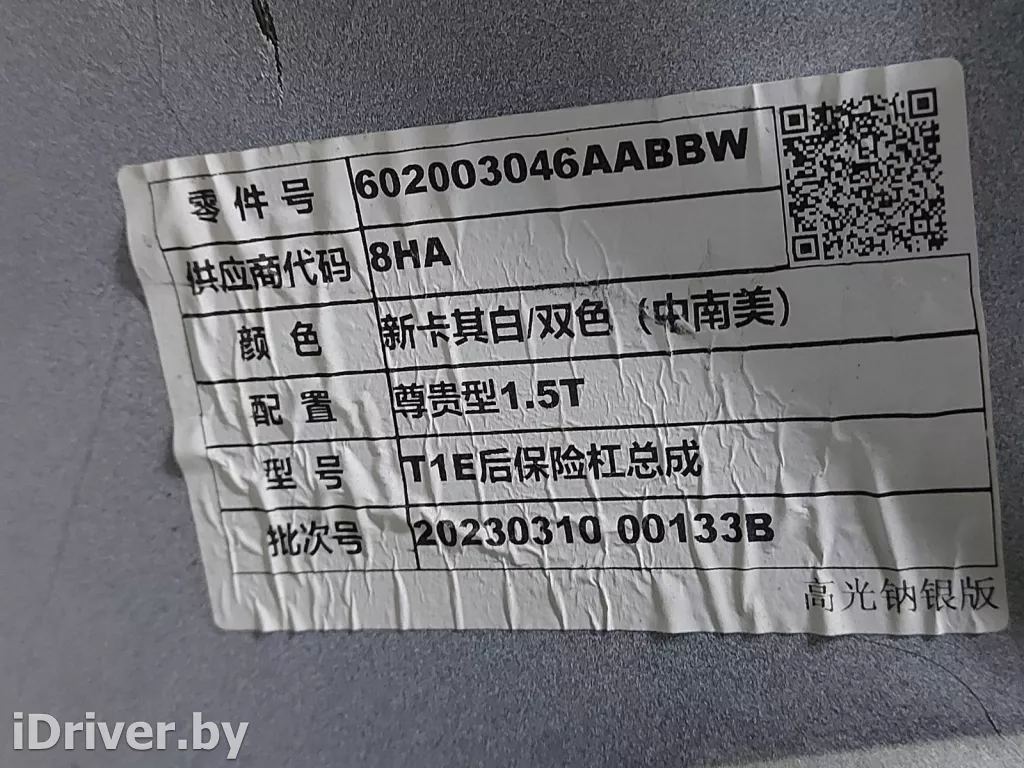 零件号 602003046AABBW
供应商代码 8HA
颜色 新卡其白/双色（中南美）
配置 尊贵型1.5T
型号 T1E后保险杠总成
批次号 20230310 00133B
高光钠银版
iDriver.by